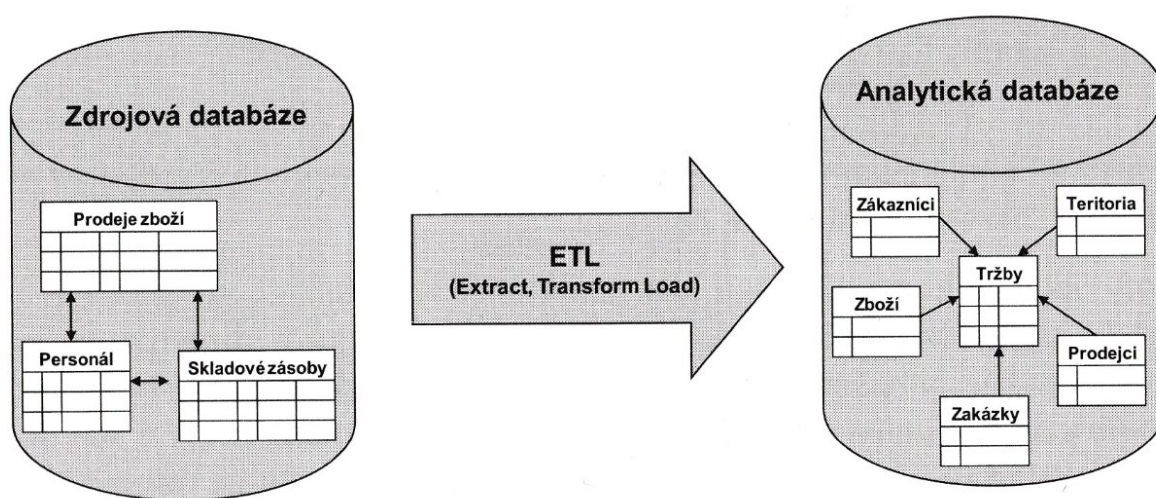 Zdrojová databáze
Prodeje zboží
Personál
Skladové zásoby
ETL
(Extract, Transform Load)
Analytická databáze
Zákazníci
Teritoria
Tržby
Zboží
Prodejci
Zakázky